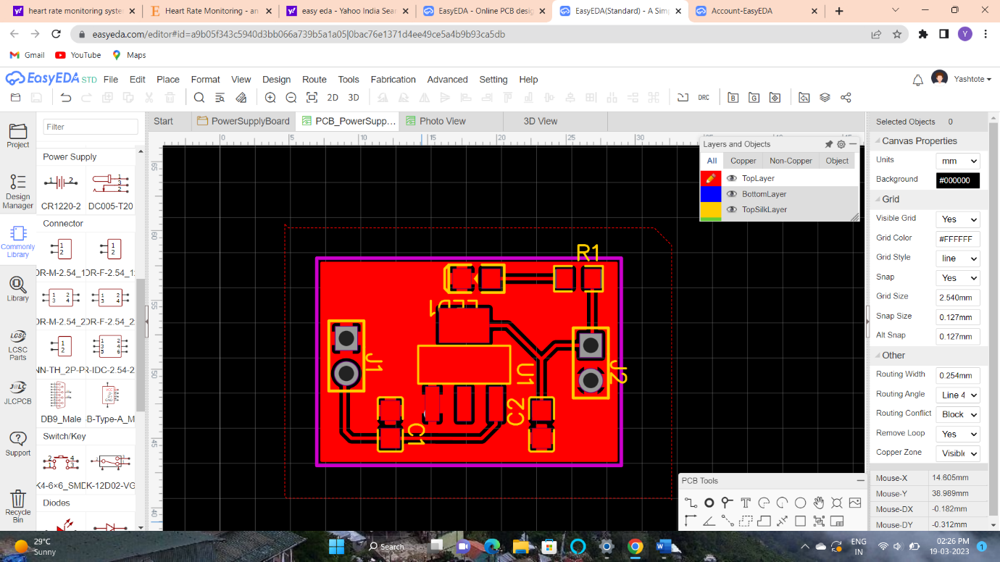 heart rate monitoring syste
Heart Rate Monitoring - an
easy eda - Yahoo India Sear
EasyEDA - Online PCB desig
EasyEDA(Standard) - A Simp
Account-EasyEDA
easyeda.com/editor#id=a9b05f343c5940d3bb066a739b5a1a05|0bac76e1371d4ee49ce5a4b9b93ca5db
Y
Gmail
YouTube
Maps
EasyEDA STD File Edit Place Format View Design Route Tools Fabrication Advanced Setting Help
Yashtote
2D 3D
DRC
B G
Start
PowerSupplyBoard
PCB_PowerSupp...
Photo View
3D View
Project
Design
Manager
Commonly
Library
Library
LCSC
LCSC
Parts
JLCPCB
Support
Recycle
Bin
Filter
Power Supply
CR1220-2
DC005-T20
Connector
DR-M-2.54_1
DR-F-2.54_1
DR-M-2.54_2
DR-F-2.54_2
NN-TH_2P-P
R-IDC-2.54-2
DB9_Male
B-Type-A_M
Switch/Key
K4-6×6_SMD
K-12D02-VG
Diodes
0 5 10 15 20 25 30
65
60
55
50
45
40
R1
LED1
J1
U1
J2
C1
C2
Layers and Objects
All Copper Non-Copper Object
TopLayer
BottomLayer
TopSilkLayer
PCB Tools
Selected Objects 0
Canvas Properties
Units mm
Background #000000
Grid
Visible Grid Yes
Grid Color #FFFFFF
Grid Style line
Snap Yes
Grid Size 2.540mm
Snap Size 0.127mm
Alt Snap 0.127mm
Other
Routing Width 0.254mm
Routing Angle Line 4
Routing Conflict Block
Remove Loop Yes
Copper Zone Visible
Mouse-X 14.605mm
Mouse-Y 38.989mm
Mouse-DX -0.182mm
Mouse-DY -0.312mm
29°C
Sunny
Search
ENG
IN
02:26 PM
19-03-2023
1